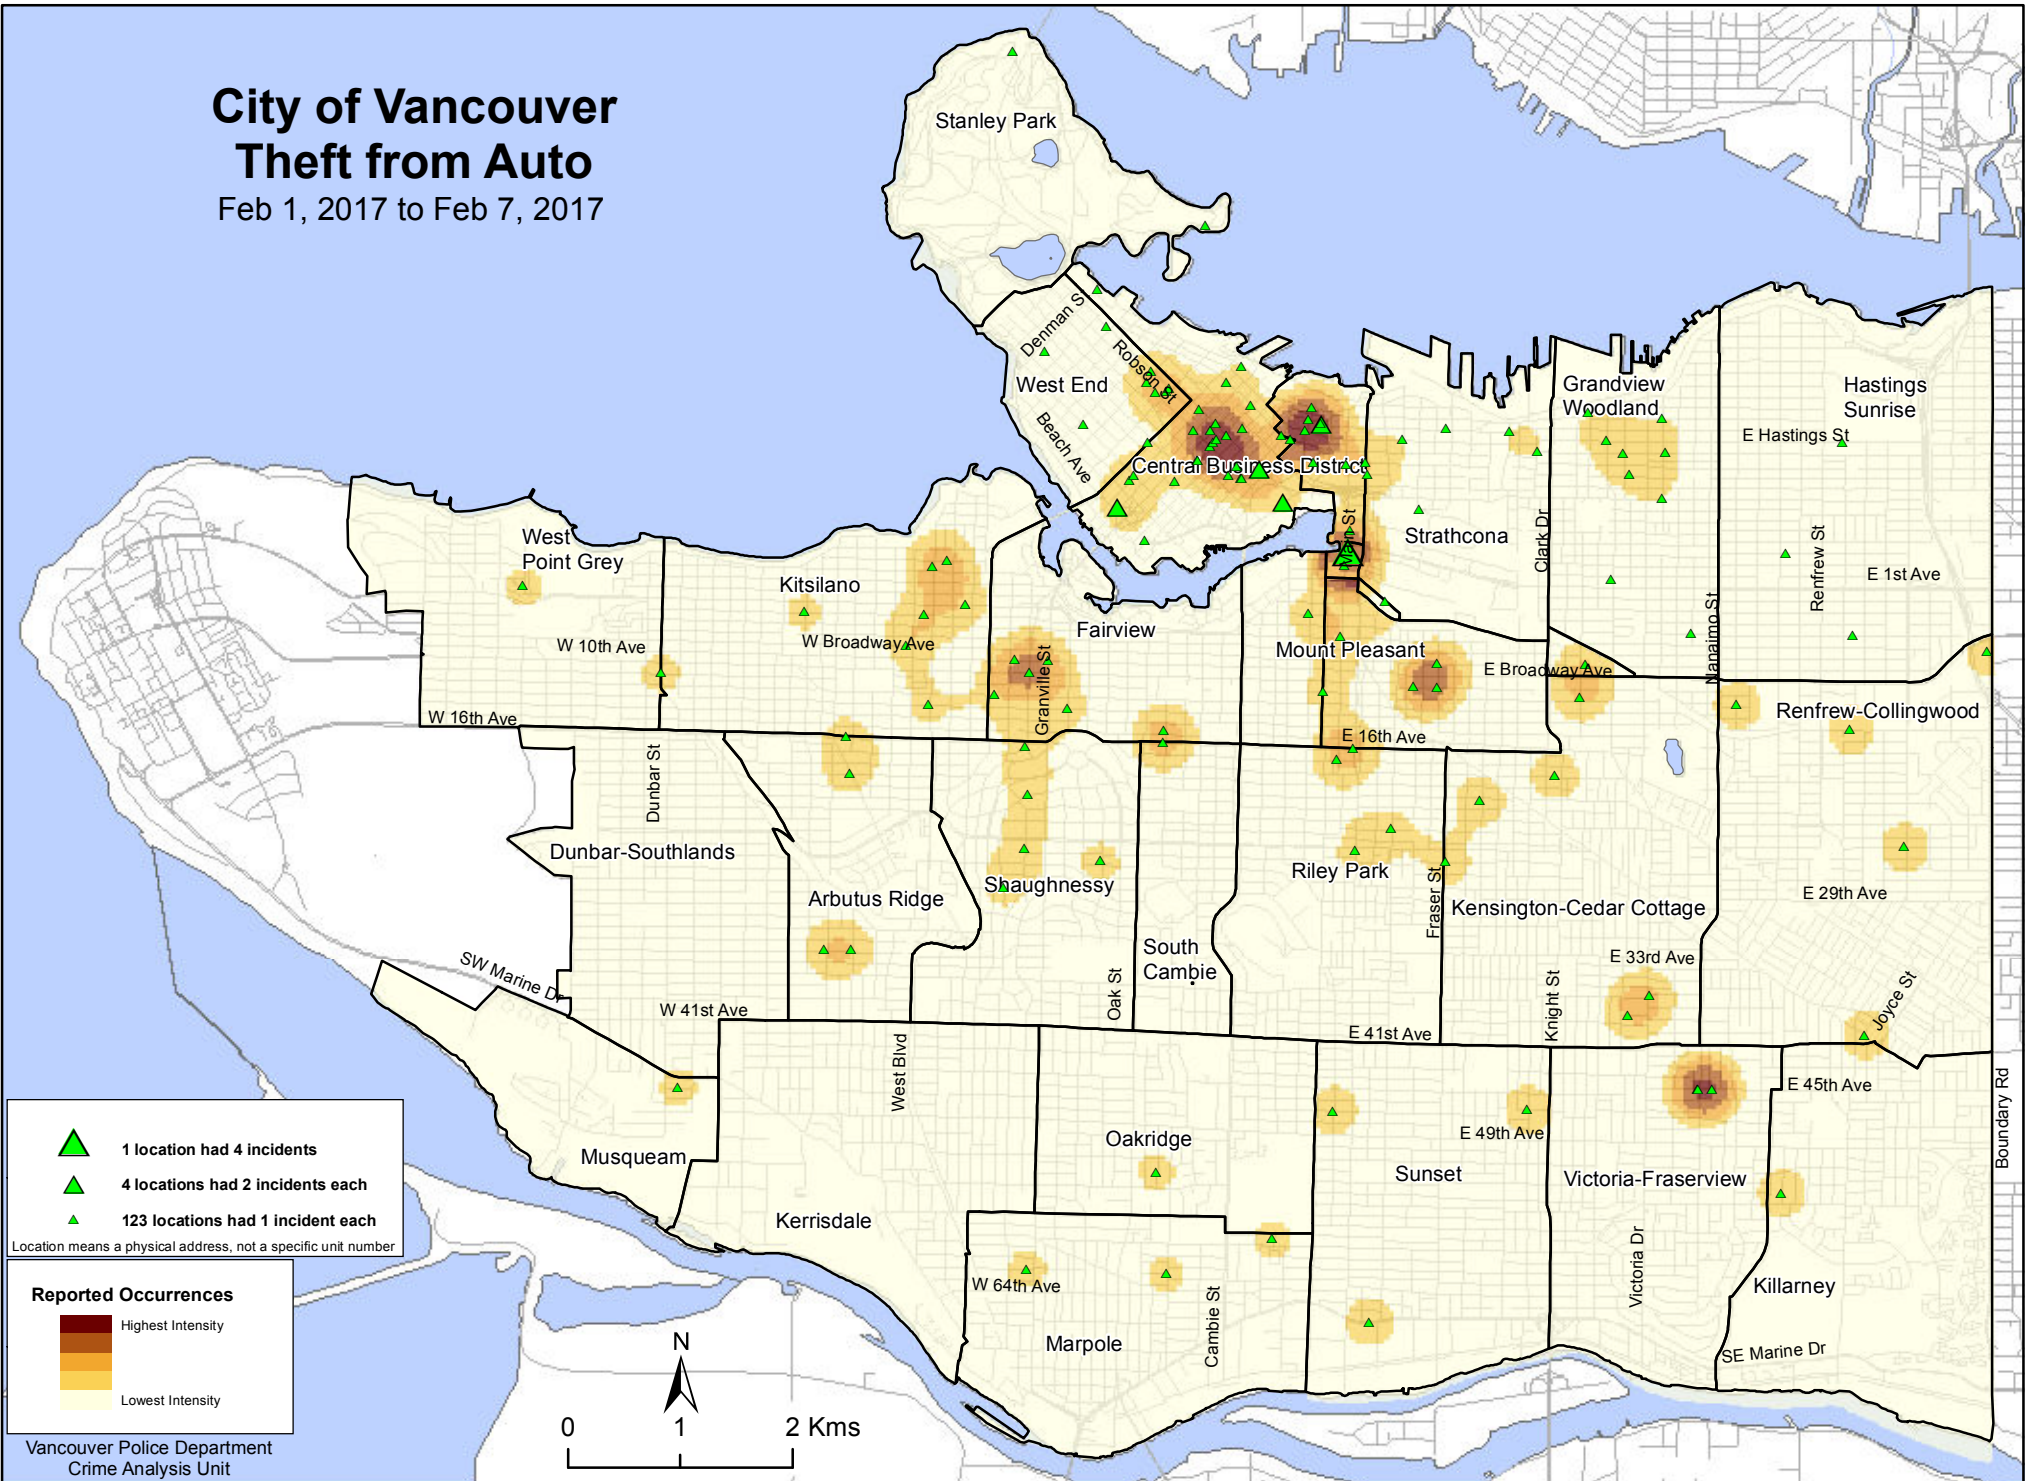 City of Vancouver
Theft from Auto
Feb 1, 2017 to Feb 7, 2017
Stanley Park
Denman S
Robson St
West End
Beach Ave
Central Business District
Main St
Strathcona
Clark Dr
Grandview
Woodland
Hastings
Sunrise
E Hastings St
Renfrew St
E 1st Ave
Nanaimo St
West
Point Grey
Kitsilano
W 10th Ave
W Broadway Ave
W 16th Ave
Fairview
Granville St
Mount Pleasant
E Broadway Ave
E 16th Ave
Renfrew-Collingwood
Dunbar St
Dunbar-Southlands
Arbutus Ridge
Shaughnessy
Riley Park
Fraser St
Kensington-Cedar Cottage
E 29th Ave
South
Cambie
Oak St
E 33rd Ave
Knight St
Joyce St
SW Marine Dr
W 41st Ave
E 41st Ave
West Blvd
E 45th Ave
Boundary Rd
Musqueam
Oakridge
E 49th Ave
Sunset
Victoria-Fraserview
Kerrisdale
W 64th Ave
Victoria Dr
Killarney
Marpole
Cambie St
SE Marine Dr
1 location had 4 incidents
4 locations had 2 incidents each
123 locations had 1 incident each
Location means a physical address, not a specific unit number
Reported Occurrences
Highest Intensity
Lowest Intensity
N
0 1 2 Kms
Vancouver Police Department
Crime Analysis Unit